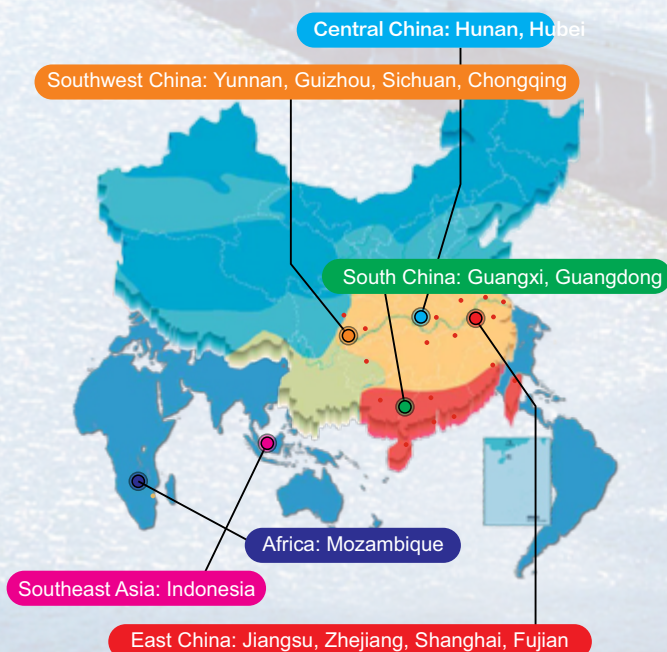 Central China: Hunan, Hubei
Southwest China: Yunnan, Guizhou, Sichuan, Chongqing
South China: Guangxi, Guangdong
Africa: Mozambique
Southeast Asia: Indonesia
East China: Jiangsu, Zhejiang, Shanghai, Fujian